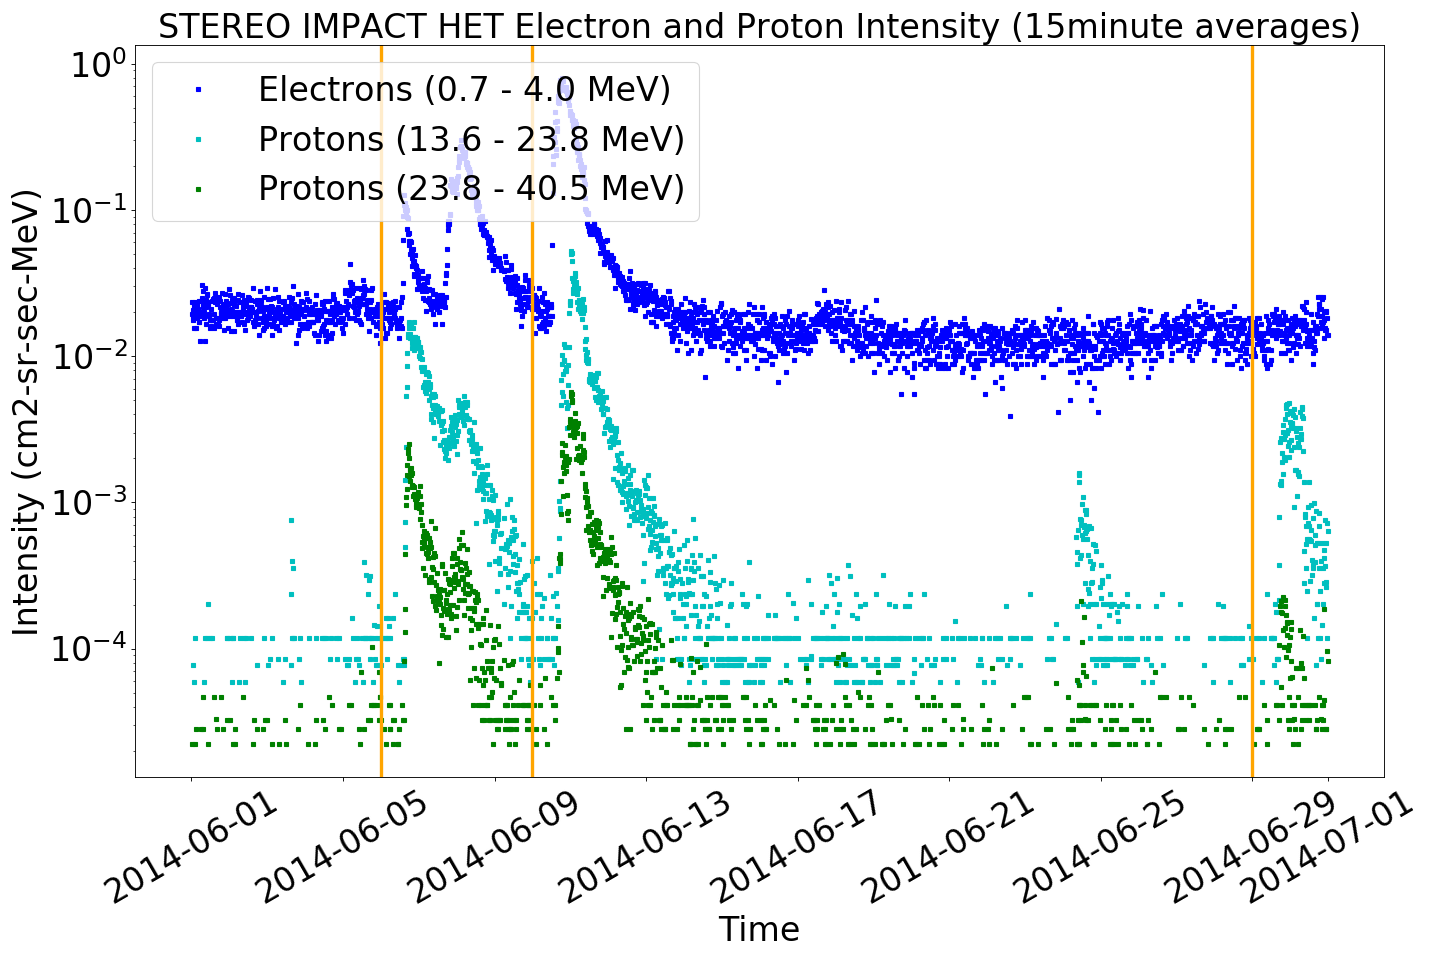 STEREO IMPACT HET Electron and Proton Intensity (15minute averages)
Electrons (0.7 - 4.0 MeV)
Protons (13.6 - 23.8 MeV)
Protons (23.8 - 40.5 MeV)
Intensity (cm2-sr-sec-MeV)
10⁰
10⁻¹
10⁻²
10⁻³
10⁻⁴
2014-06-01
2014-06-05
2014-06-09
2014-06-13
2014-06-17
2014-06-21
2014-06-25
2014-06-29
2014-07-01
Time